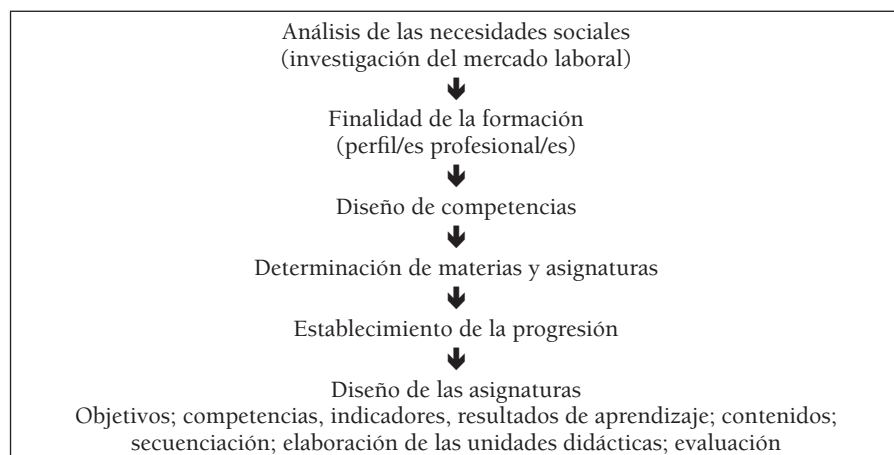 Análisis de las necesidades sociales
(investigación del mercado laboral)
Finalidad de la formación
(perfil/es profesional/es)
Diseño de competencias
Determinación de materias y asignaturas
Establecimiento de la progresión
Diseño de las asignaturas
Objetivos; competencias, indicadores, resultados de aprendizaje; contenidos;
secuenciación; elaboración de las unidades didácticas; evaluación